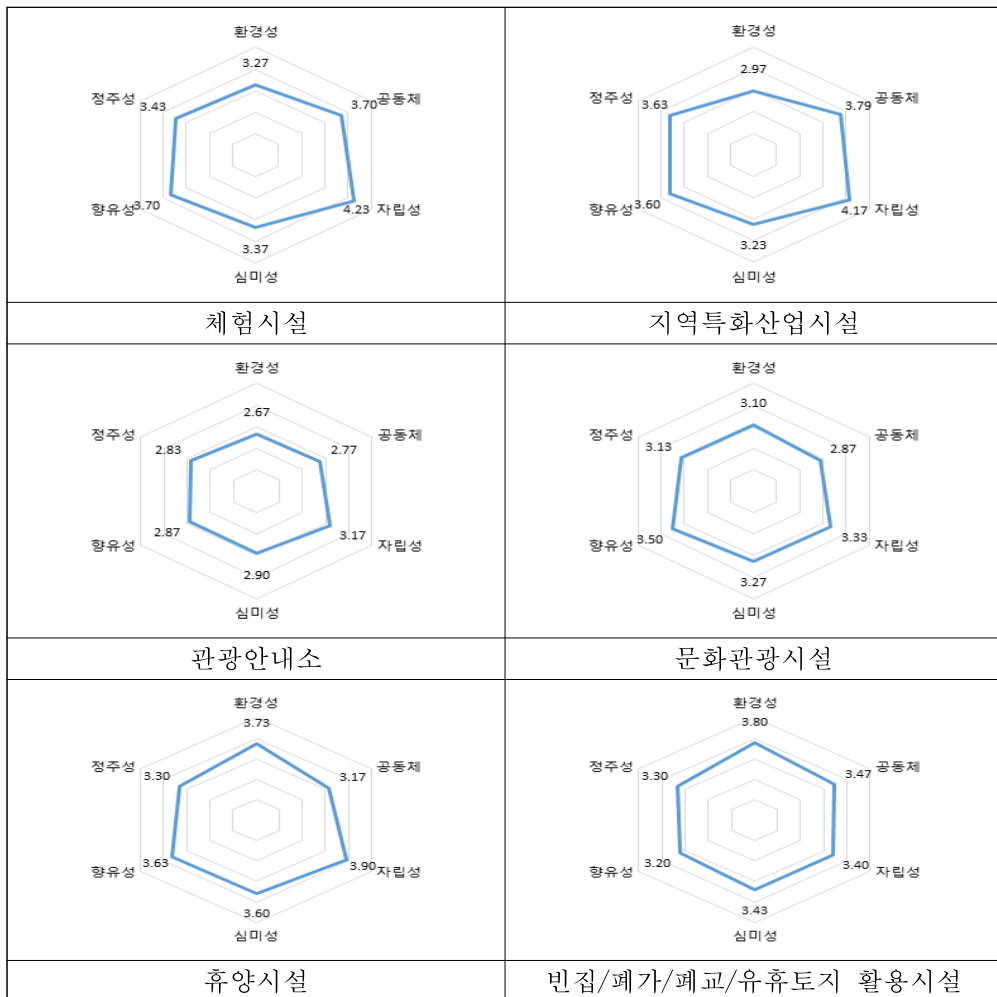 환경성
3.27
정주성
3.43
공동체
3.70
향유성
3.70
자립성
4.23
3.37
심미성
체험시설
환경성
2.97
정주성
3.63
공동체
3.79
향유성
3.60
자립성
4.17
3.23
심미성
지역특화산업시설
환경성
2.67
정주성
2.83
공동체
2.77
향유성
2.87
자립성
3.17
2.90
심미성
관광안내소
환경성
3.10
정주성
3.13
공동체
2.87
향유성
3.50
자립성
3.33
3.27
심미성
문화관광시설
환경성
3.73
정주성
3.30
공동체
3.17
향유성
3.63
자립성
3.90
3.60
심미성
휴양시설
환경성
3.80
정주성
3.30
공동체
3.47
향유성
3.20
자립성
3.40
3.43
심미성
빈집/폐가/폐교/유휴토지 활용시설